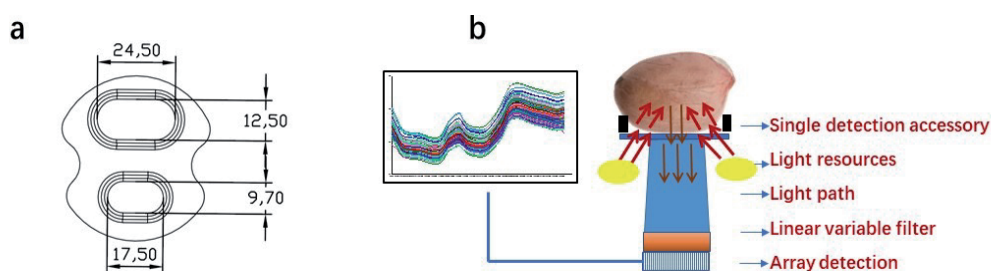 a
24,50
12,50
9,70
17,50
b
Single detection accessory
Light resources
Light path
Linear variable filter
Array detection